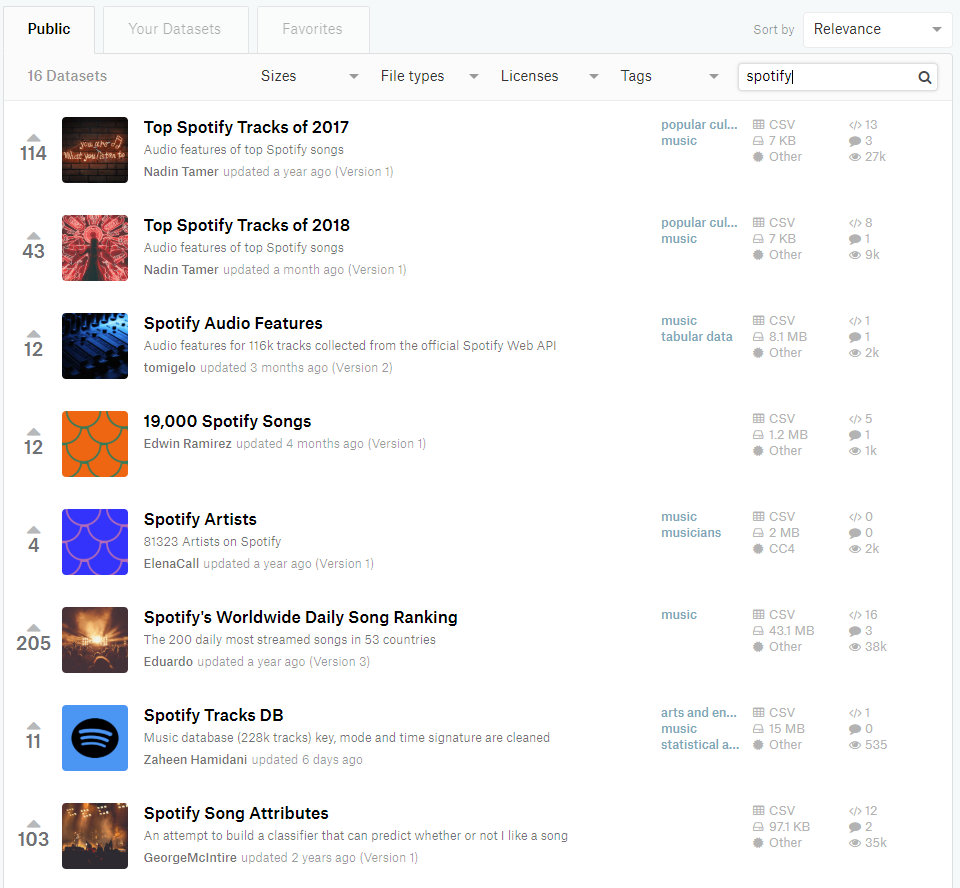 Public Your Datasets Favorites Sort by Relevance
16 Datasets Sizes File types Licenses Tags spotify
114
you are
What you listen to
Top Spotify Tracks of 2017
Audio features of top Spotify songs
Nadin Tamer updated a year ago (Version 1)
popular cul...
music
CSV
7 KB
Other
13
3
27k
43
Top Spotify Tracks of 2018
Audio features of top Spotify songs
Nadin Tamer updated a month ago (Version 1)
popular cul...
music
CSV
7 KB
Other
8
1
9k
12
Spotify Audio Features
Audio features for 116k tracks collected from the official Spotify Web API
tomigelo updated 3 months ago (Version 2)
music
tabular data
CSV
8.1 MB
Other
1
1
2k
12
19,000 Spotify Songs
Edwin Ramirez updated 4 months ago (Version 1)
CSV
1.2 MB
Other
5
1
1k
4
Spotify Artists
81323 Artists on Spotify
ElenaCall updated a year ago (Version 1)
music
musicians
CSV
2 MB
CC4
0
0
2k
205
Spotify's Worldwide Daily Song Ranking
The 200 daily most streamed songs in 53 countries
Eduardo updated a year ago (Version 3)
music
CSV
43.1 MB
Other
16
3
38k
11
Spotify Tracks DB
Music database (228k tracks) key, mode and time signature are cleaned
Zaheen Hamidani updated 6 days ago
arts and en...
music
statistical a...
CSV
15 MB
Other
1
0
535
103
Spotify Song Attributes
An attempt to build a classifier that can predict whether or not I like a song
GeorgeMcIntire updated 2 years ago (Version 1)
CSV
97.1 KB
Other
12
2
35k